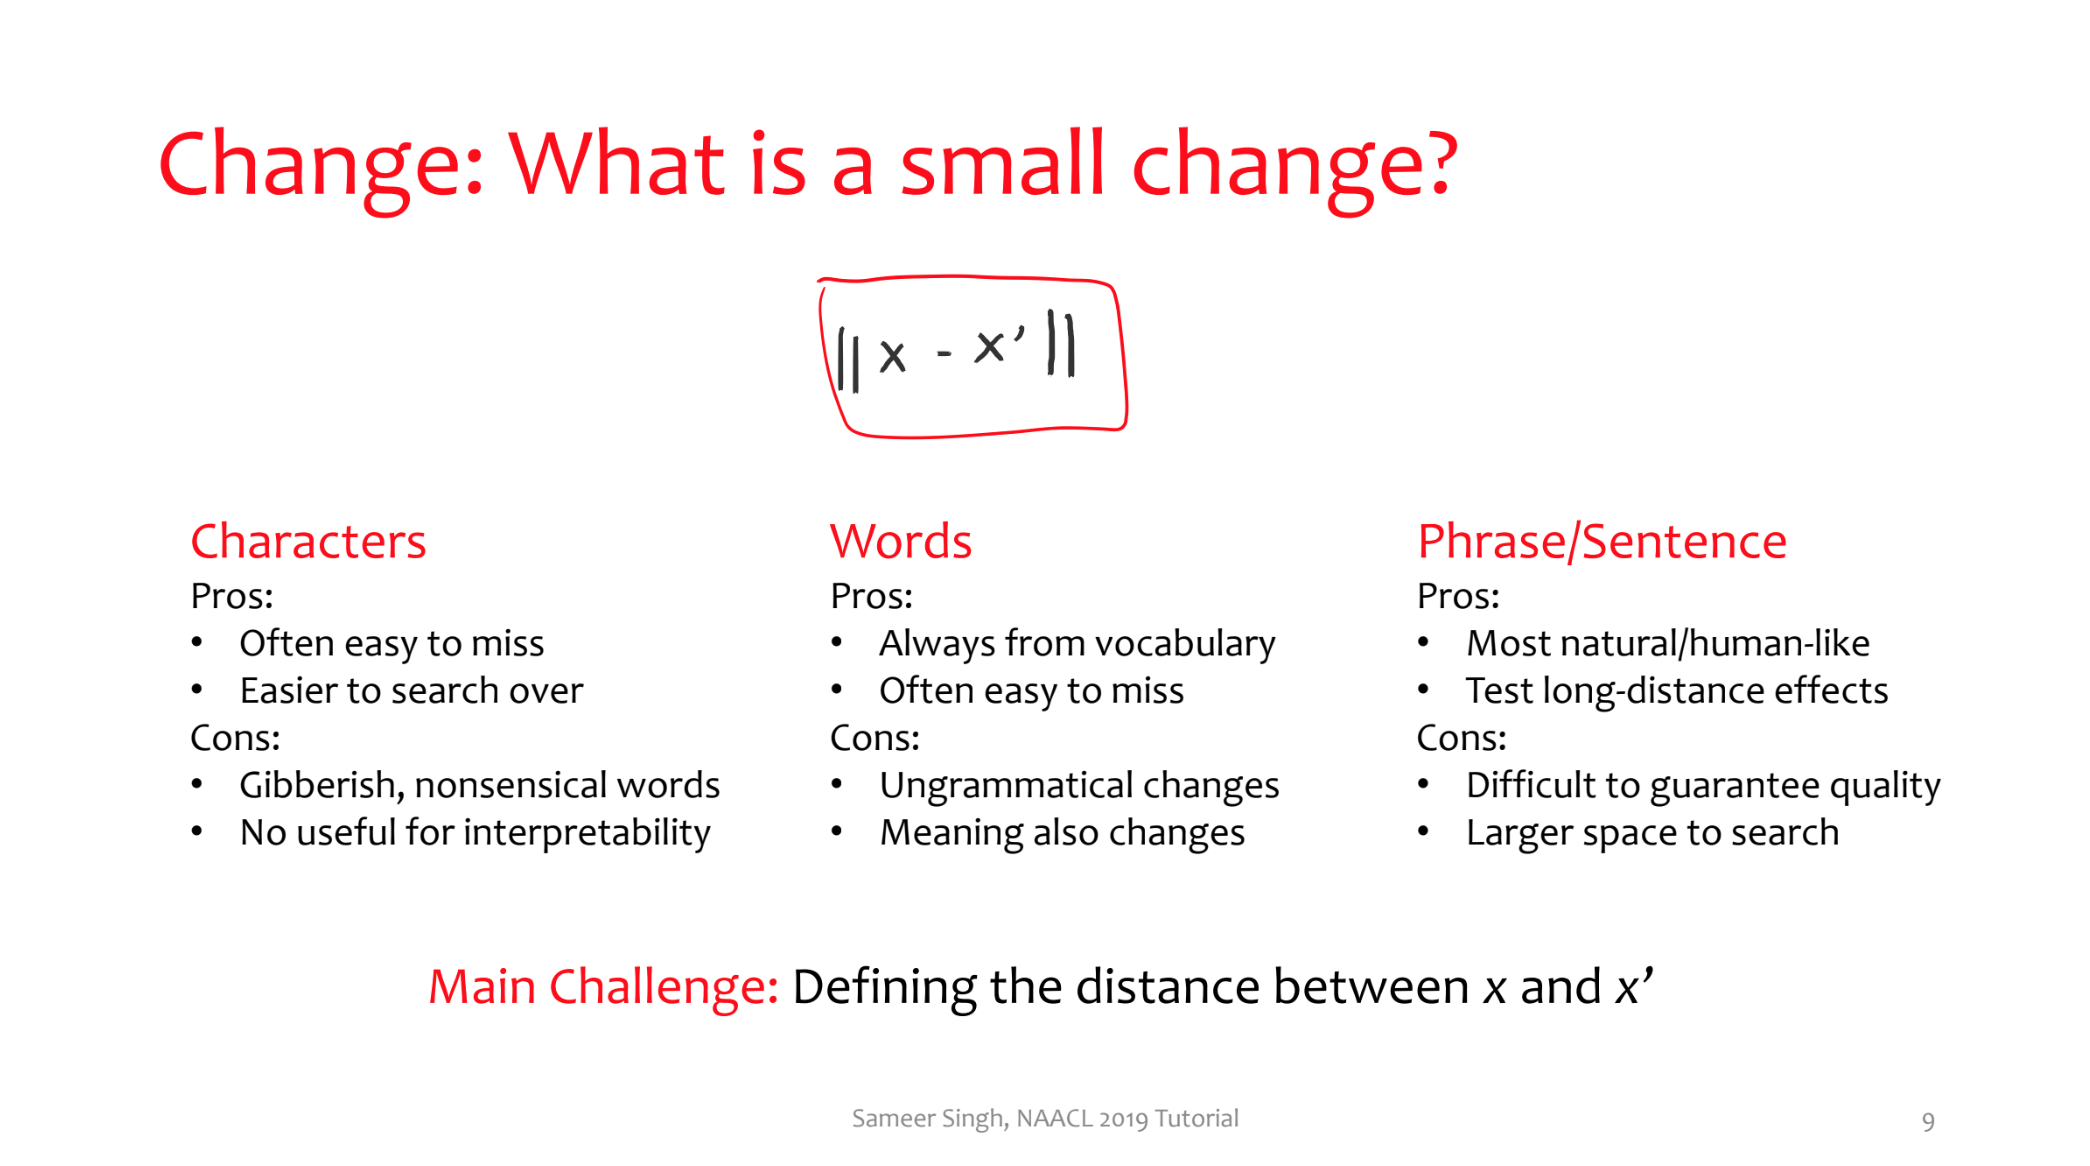 Change: What is a small change?
|| x - x' ||
Characters
Pros:
• Often easy to miss
• Easier to search over
Cons:
• Gibberish, nonsensical words
• No useful for interpretability
Words
Pros:
• Always from vocabulary
• Often easy to miss
Cons:
• Ungrammatical changes
• Meaning also changes
Phrase/Sentence
Pros:
• Most natural/human-like
• Test long-distance effects
Cons:
• Difficult to guarantee quality
• Larger space to search
Main Challenge: Defining the distance between x and x'
Sameer Singh, NAACL 2019 Tutorial
9